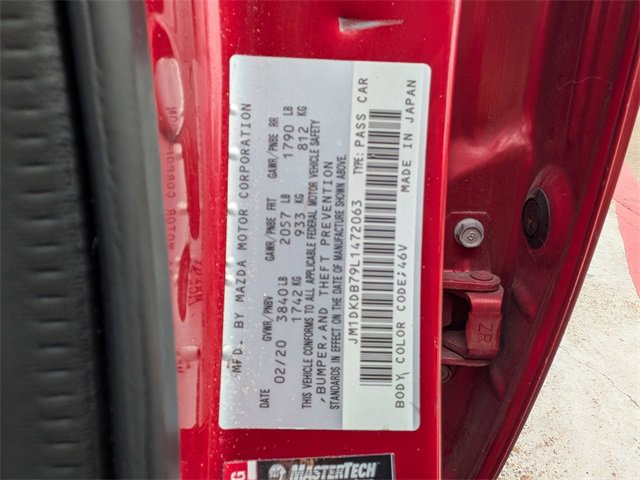 MFD. BY MAZDA MOTOR CORPORATION
DATE GVWR/PNBV GAWR/PNBE FRT GAWR/PNBE RR
02/20 3840 LB 2057 LB 1790 LB
1742 KG 933 KG 812 KG
THIS VEHICLE CONFORMS TO ALL APPLICABLE FEDERAL MOTOR VEHICLE SAFETY
, BUMPER, AND THEFT PREVENTION
STANDARDS IN EFFECT ON THE DATE OF MANUFACTURE SHOWN ABOVE.
JM1DKDB79L1472063 TYPE: PASS CAR
BODY COLOR CODE:46V MADE IN JAPAN
ZR
G
MASTERTECH